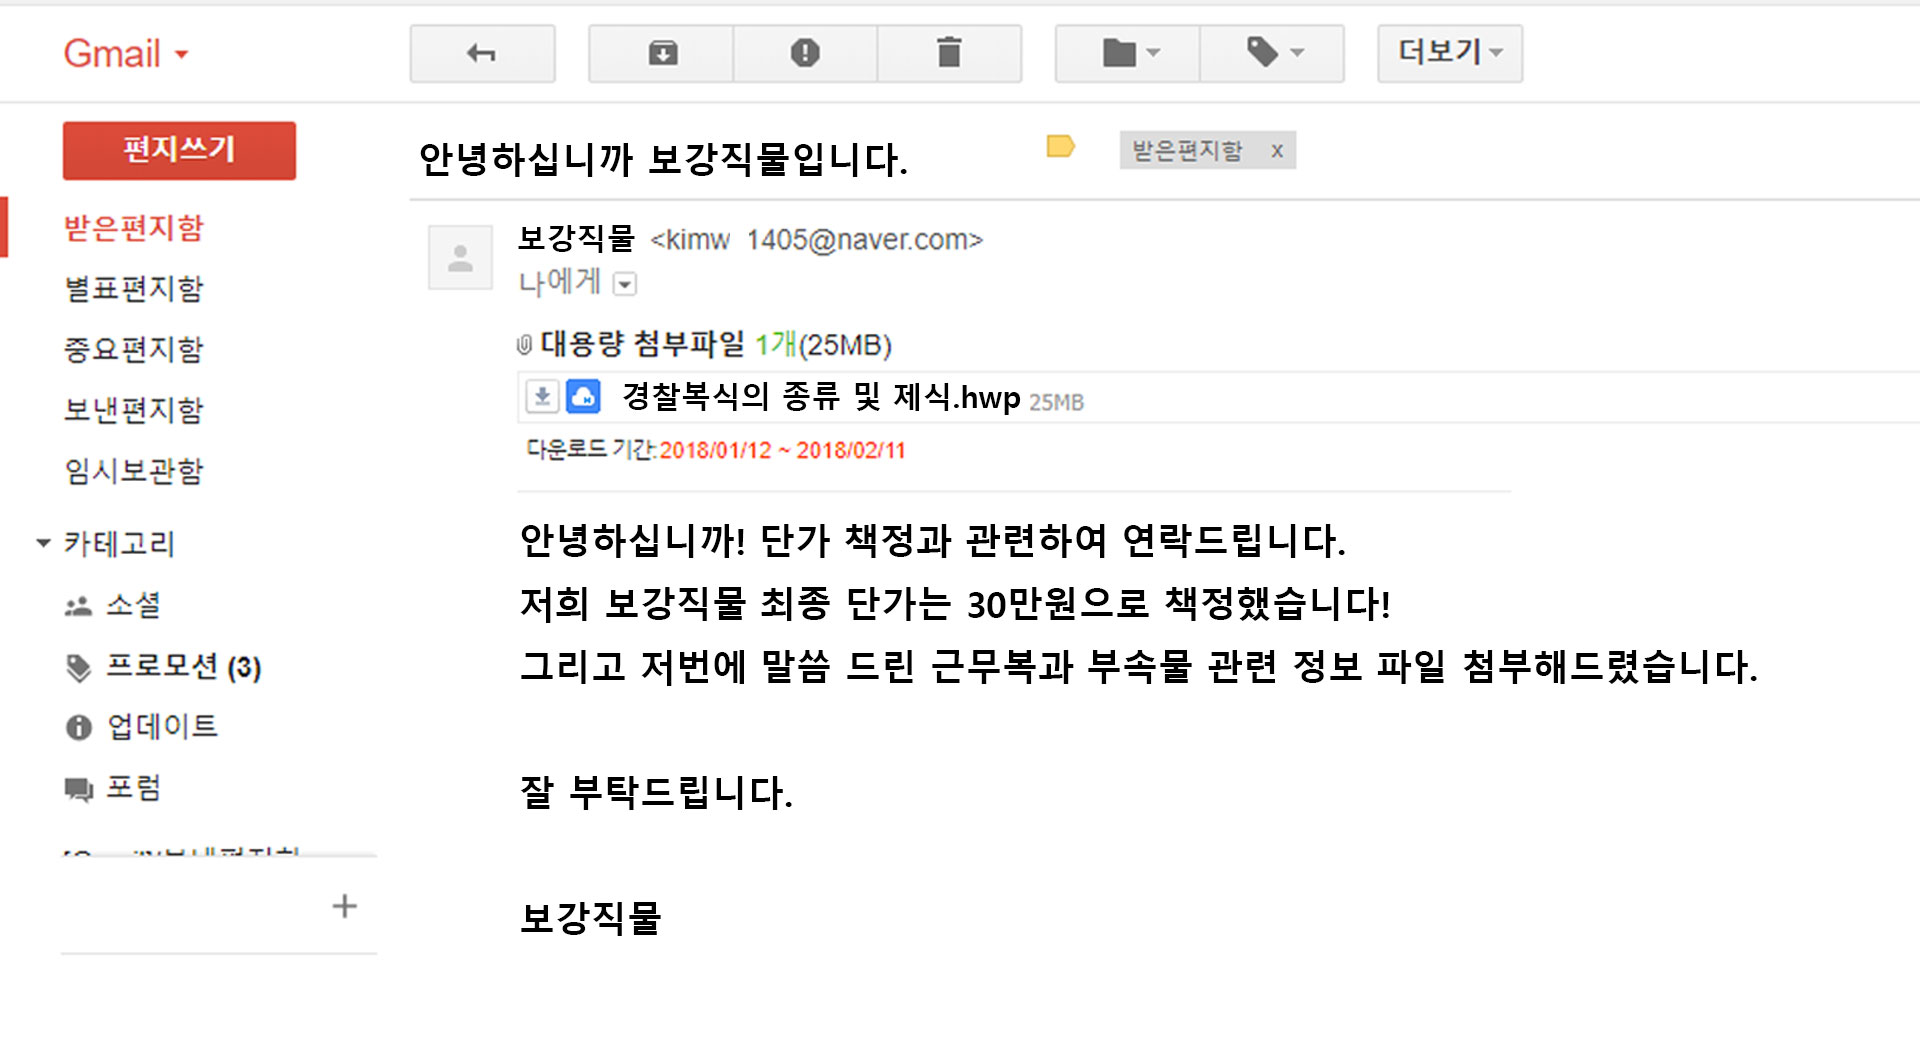 Gmail
더보기
편지쓰기
안녕하십니까 보강직물입니다.
받은편지함 x
받은편지함
별표편지함
중요편지함
보낸편지함
임시보관함
카테고리
소셜
프로모션 (3)
업데이트
포럼
보강직물 <kimw 1405@naver.com>
나에게
대용량 첨부파일 1개(25MB)
경찰복식의 종류 및 제식.hwp 25MB
다운로드 기간:2018/01/12 ~ 2018/02/11
안녕하십니까! 단가 책정과 관련하여 연락드립니다.
저희 보강직물 최종 단가는 30만원으로 책정했습니다!
그리고 저번에 말씀 드린 근무복과 부속물 관련 정보 파일 첨부해드렸습니다.
잘 부탁드립니다.
보강직물